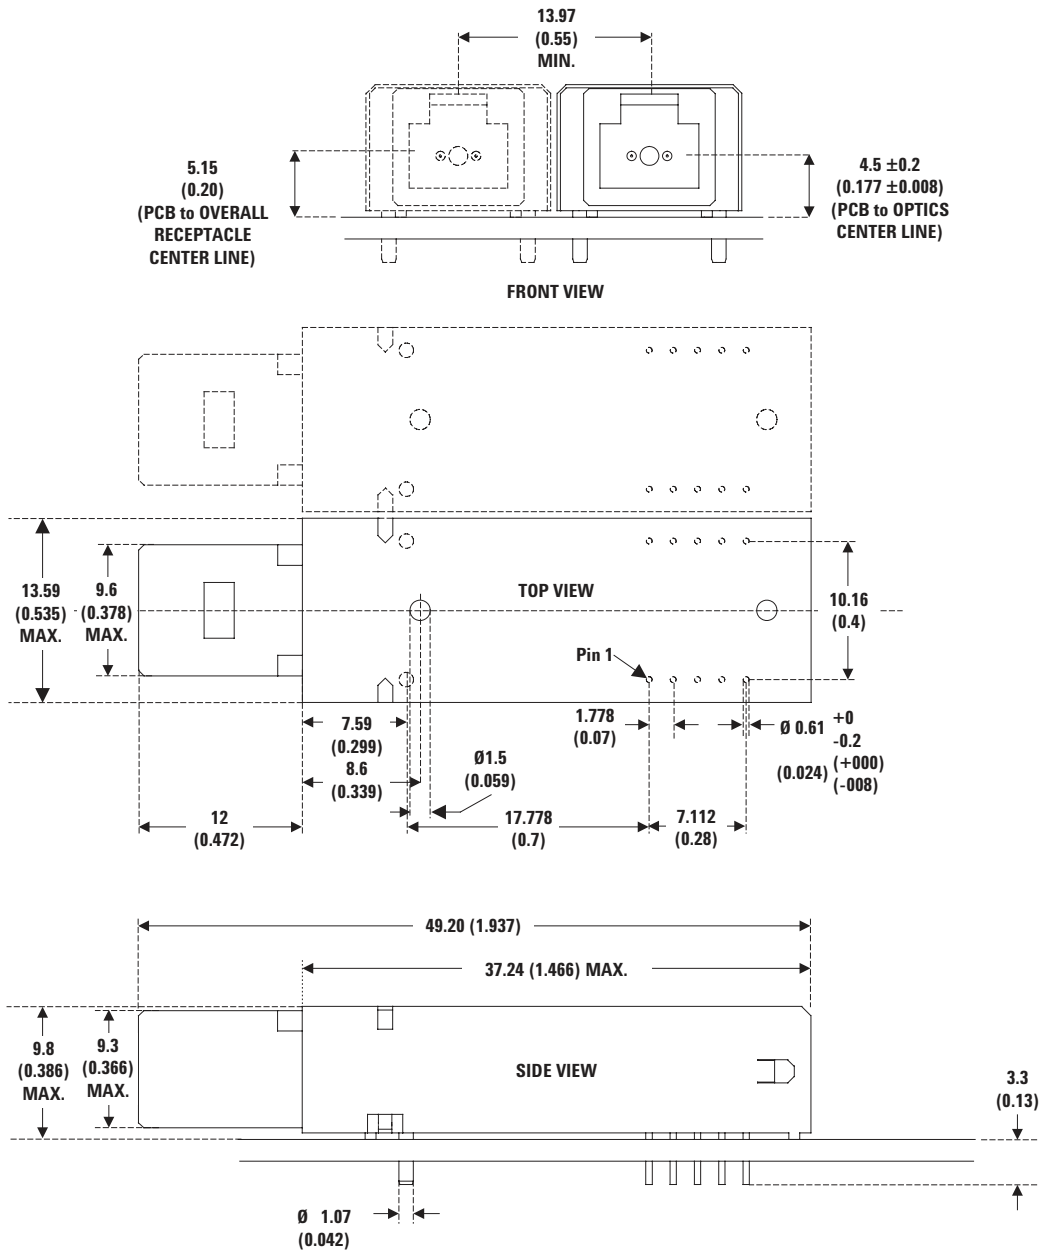 13.97
(0.55)
MIN.
5.15
(0.20)
(PCB to OVERALL
RECEPTACLE
CENTER LINE)
4.5 ±0.2
(0.177 ±0.008)
(PCB to OPTICS
CENTER LINE)
FRONT VIEW
13.59
(0.535)
MAX.
9.6
(0.378)
MAX.
TOP VIEW
10.16
(0.4)
Pin 1
7.59
(0.299)
8.6
(0.339)
Ø1.5
(0.059)
1.778
(0.07)
Ø 0.61 +0
-0.2
(0.024) (+000)
(-008)
12
(0.472)
17.778
(0.7)
7.112
(0.28)
49.20 (1.937)
37.24 (1.466) MAX.
9.8
(0.386)
MAX.
9.3
(0.366)
MAX.
SIDE VIEW
3.3
(0.13)
Ø 1.07
(0.042)